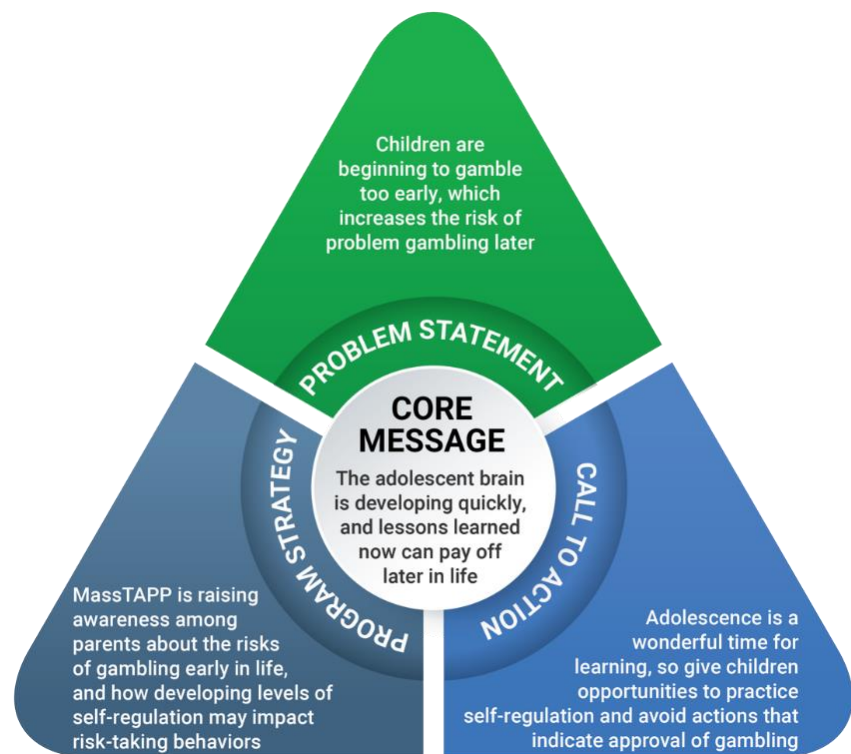 Children are
beginning to gamble
too early, which
increases the risk of
problem gambling later
PROBLEM STATEMENT
CORE
MESSAGE
The adolescent brain
is developing quickly,
and lessons learned
now can pay off
later in life
PROGRAM STRATEGY
MassTAPP is raising
awareness among
parents about the risks
of gambling early in life,
and how developing levels of
self-regulation may impact
risk-taking behaviors
CALL TO ACTION
Adolescence is a
wonderful time for
learning, so give children
opportunities to practice
self-regulation and avoid actions that
indicate approval of gambling